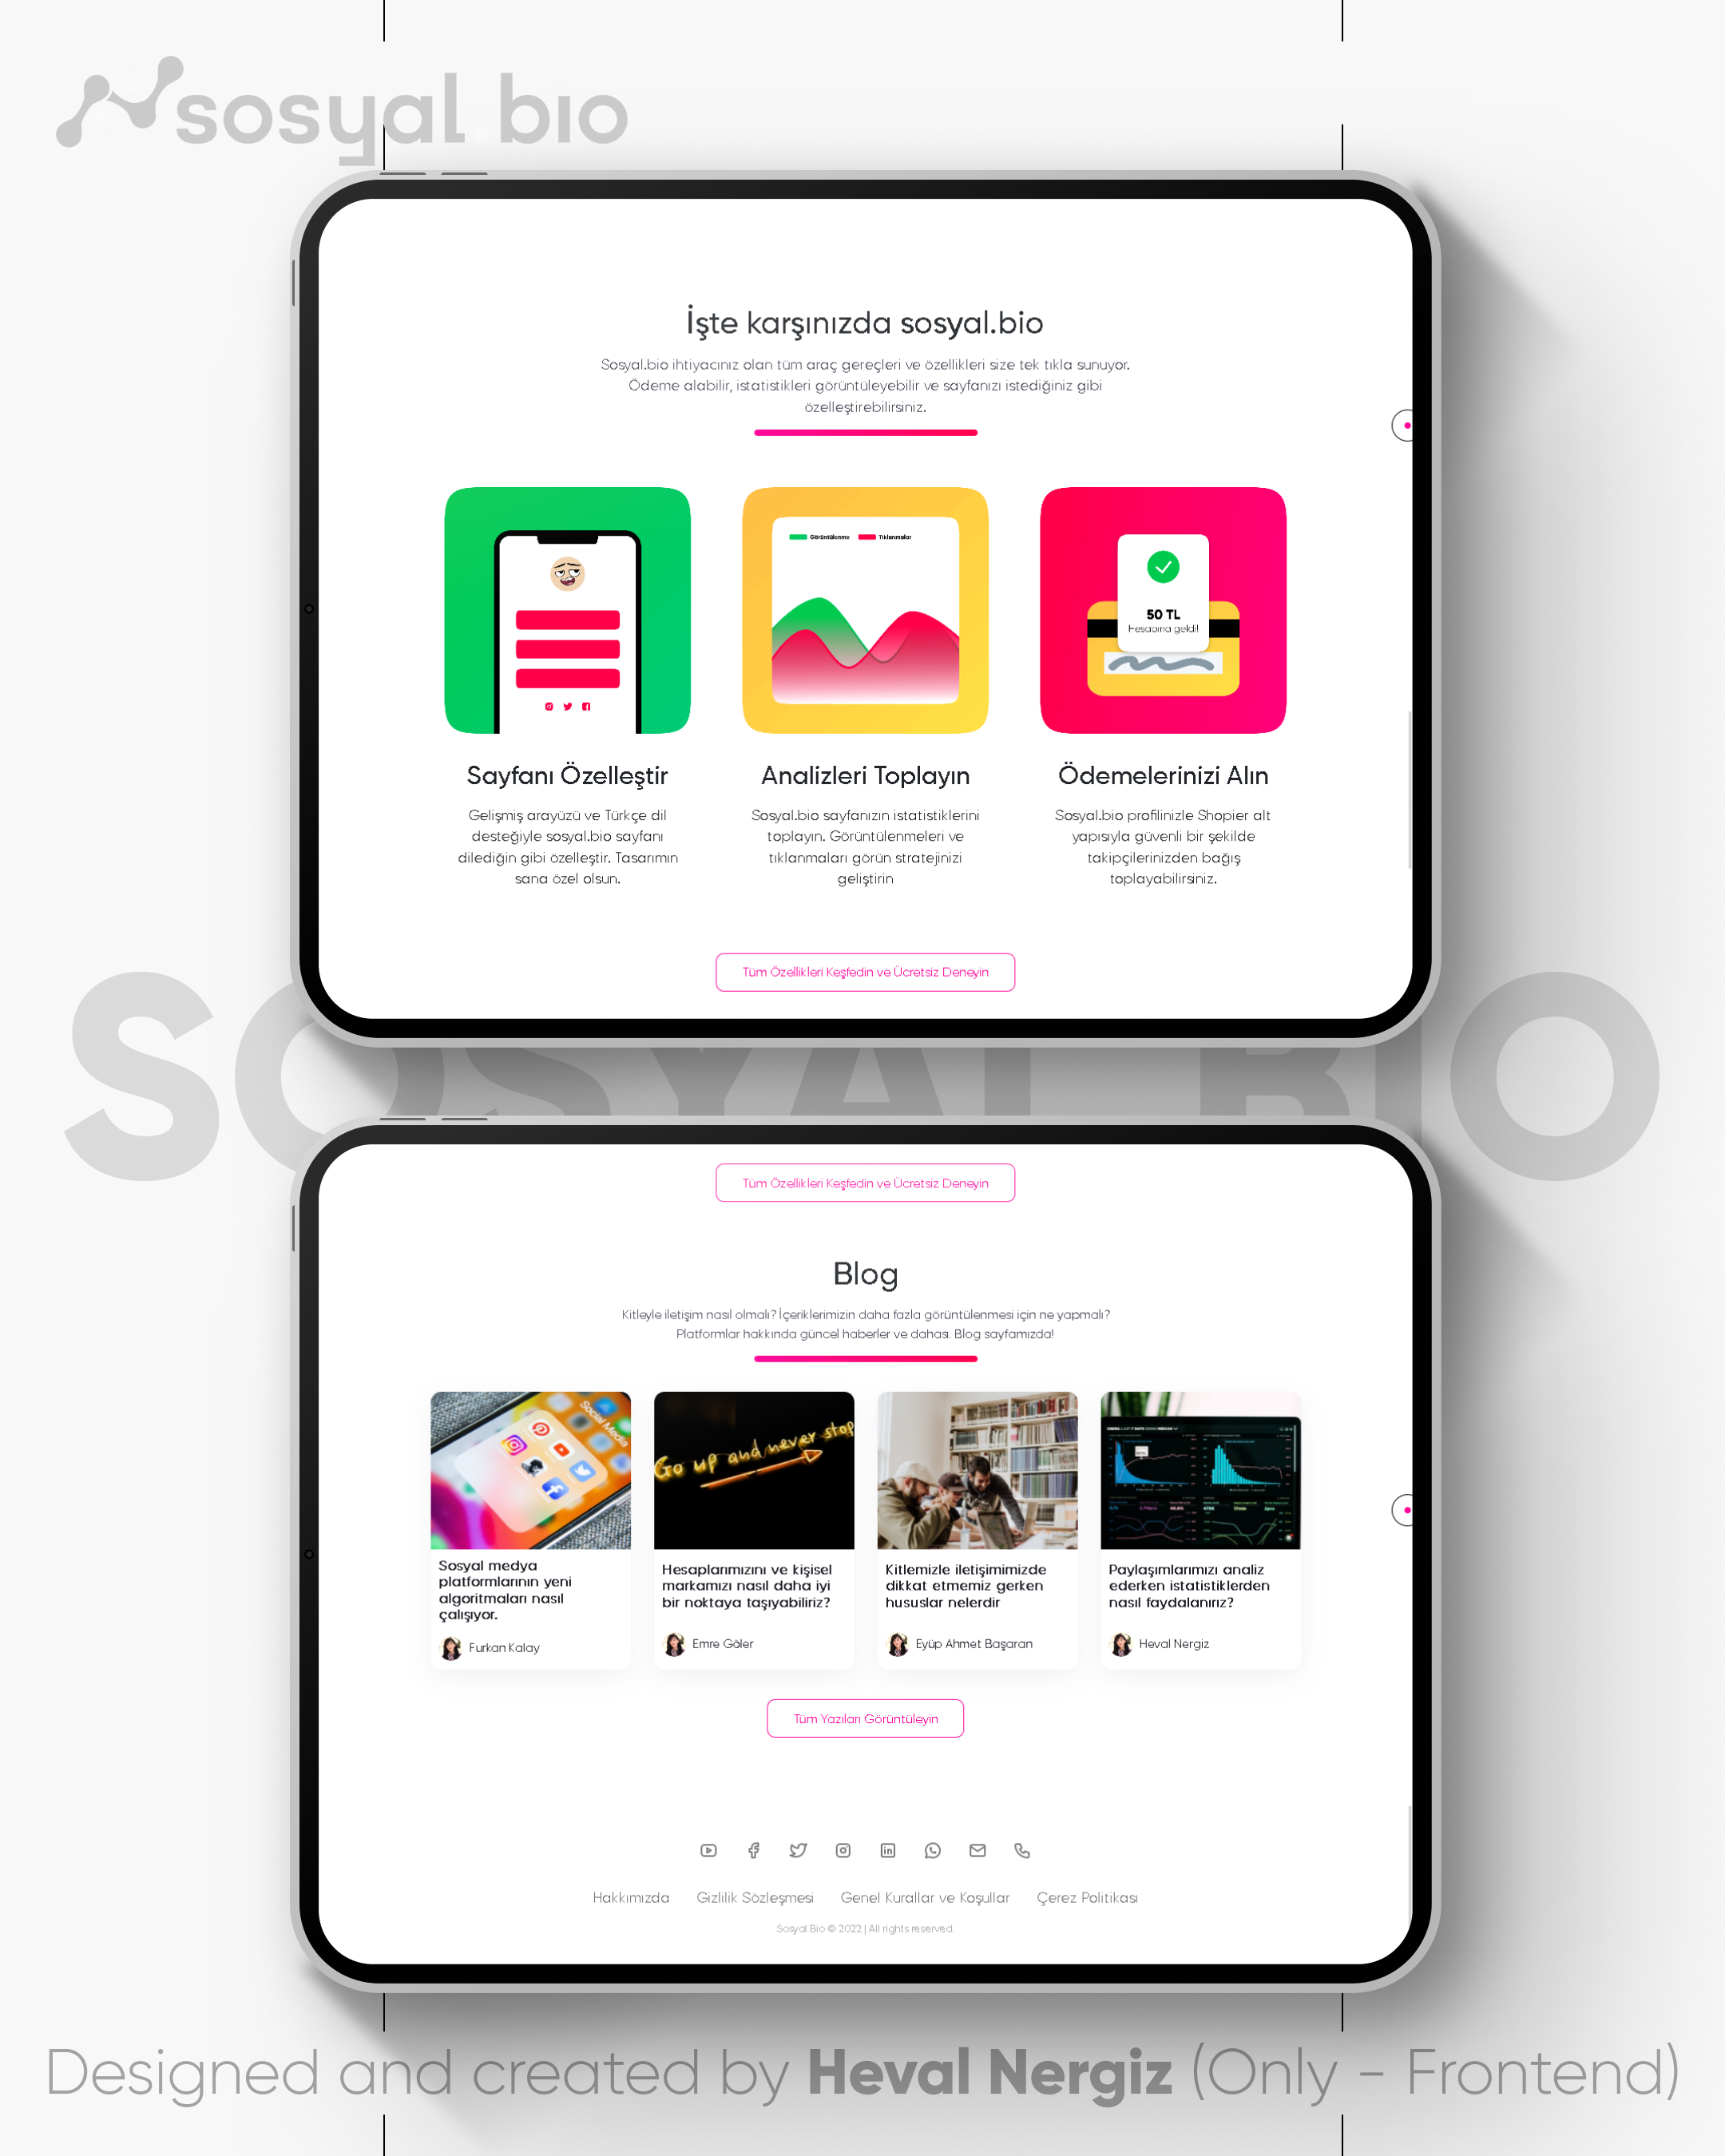 sosyal.bio
İşte karşınızda sosyal.bio
Sosyal.bio ihtiyacınız olan tüm araç gereçleri ve özellikleri size tek tıkla sunuyor.
Ödeme alabilir, istatistikleri görüntüleyebilir ve sayfanızı istediğiniz gibi
özelleştirebilirsiniz.
Görüntülenme Tıklanmalar
50 TL
Hesabına geldi!
Sayfanı Özelleştir
Gelişmiş arayüzü ve Türkçe dil
desteğiyle sosyal.bio sayfanı
dilediğin gibi özelleştir. Tasarımın
sana özel olsun.
Analizleri Toplayın
Sosyal.bio sayfanızın istatistiklerini
toplayın. Görüntülenmeleri ve
tıklanmaları görün stratejinizi
geliştirin
Ödemelerinizi Alın
Sosyal.bio profilinizle Shopier alt
yapısıyla güvenli bir şekilde
takipçilerinizden bağış
toplayabilirsiniz.
Tüm Özellikleri Keşfedin ve Ücretsiz Deneyin
SOSYAL BIO
Tüm Özellikleri Keşfedin ve Ücretsiz Deneyin
Blog
Kitleyle iletişim nasıl olmalı? İçeriklerimizin daha fazla görüntülenmesi için ne yapmalı?
Platformlar hakkında güncel haberler ve dahası. Blog sayfamızda!
Social Media
Sosyal medya
platformlarının yeni
algoritmaları nasıl
çalışıyor.
Furkan Kalay
Go up and never stop
Hesaplarımızını ve kişisel
markamızı nasıl daha iyi
bir noktaya taşıyabiliriz?
Emre Göler
Kitlemizle iletişimimizde
dikkat etmemiz gerken
hususlar nelerdir
Eyüp Ahmet Başaran
Paylaşımlarımızı analiz
ederken istatistiklerden
nasıl faydalanırız?
Heval Nergiz
Tüm Yazıları Görüntüleyin
Hakkımızda Gizlilik Sözleşmesi Genel Kurallar ve Koşullar Çerez Politikası
Sosyal Bio © 2022 | All rights reserved.
Designed and created by Heval Nergiz (Only - Frontend)